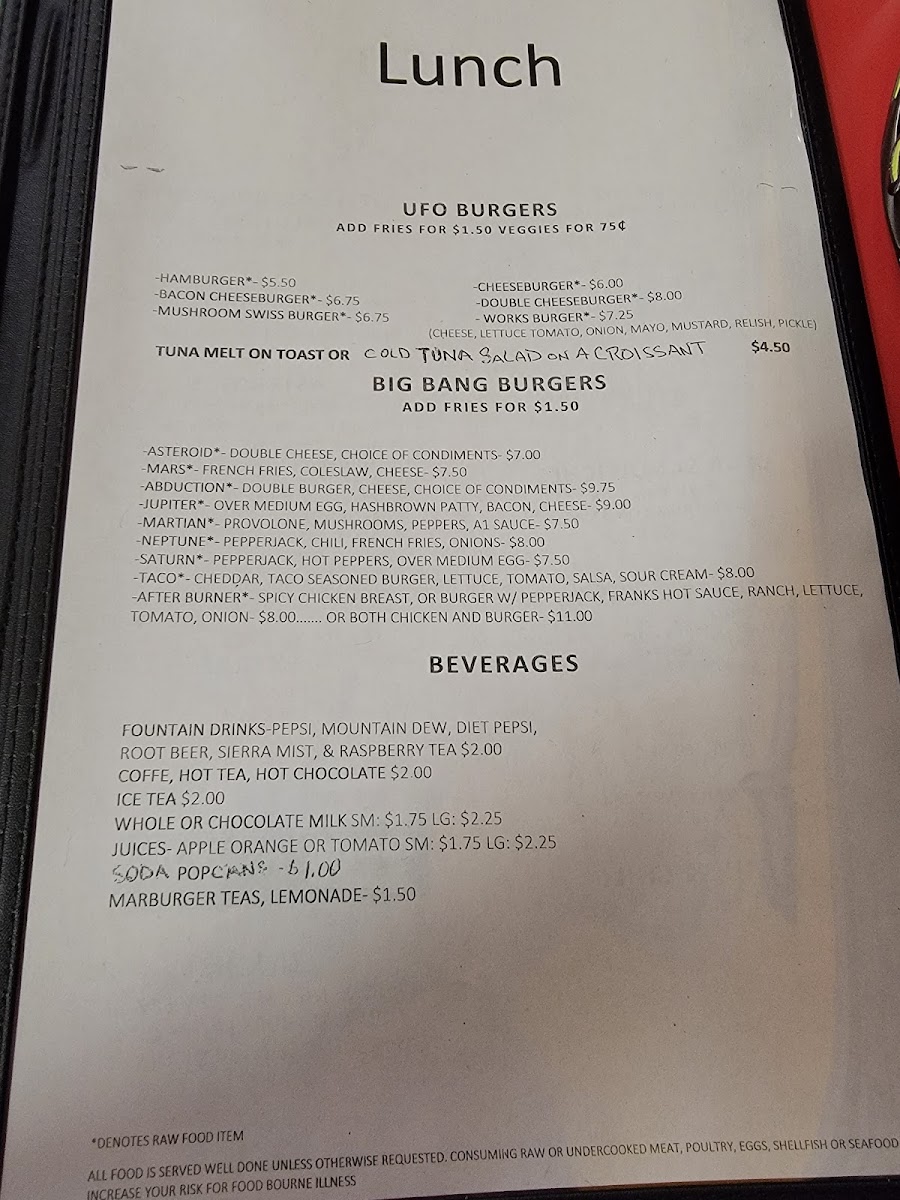 Lunch
UFO BURGERS
ADD FRIES FOR $1.50 VEGGIES FOR 75¢
-HAMBURGER*- $5.50
-BACON CHEESEBURGER*- $6.75
-MUSHROOM SWISS BURGER*- $6.75
-CHEESEBURGER*- $6.00
-DOUBLE CHEESEBURGER*- $8.00
- WORKS BURGER*- $7.25
(CHEESE, LETTUCE TOMATO, ONION, MAYO, MUSTARD, RELISH, PICKLE)
TUNA MELT ON TOAST OR COLD TUNA SALAD ON A CROISSANT $4.50
BIG BANG BURGERS
ADD FRIES FOR $1.50
-ASTEROID*- DOUBLE CHEESE, CHOICE OF CONDIMENTS- $7.00
-MARS*- FRENCH FRIES, COLESLAW, CHEESE- $7.50
-ABDUCTION*- DOUBLE BURGER, CHEESE, CHOICE OF CONDIMENTS- $9.75
-JUPITER*- OVER MEDIUM EGG, HASHBROWN PATTY, BACON, CHEESE- $9.00
-MARTIAN*- PROVOLONE, MUSHROOMS, PEPPERS, A1 SAUCE- $7.50
-NEPTUNE*- PEPPERJACK, CHILI, FRENCH FRIES, ONIONS- $8.00
-SATURN*- PEPPERJACK, HOT PEPPERS, OVER MEDIUM EGG- $7.50
-TACO*- CHEDDAR, TACO SEASONED BURGER, LETTUCE, TOMATO, SALSA, SOUR CREAM- $8.00
-AFTER BURNER*- SPICY CHICKEN BREAST, OR BURGER W/ PEPPERJACK, FRANKS HOT SAUCE, RANCH, LETTUCE,
TOMATO, ONION- $8.00....... OR BOTH CHICKEN AND BURGER- $11.00
BEVERAGES
FOUNTAIN DRINKS-PEPSI, MOUNTAIN DEW, DIET PEPSI,
ROOT BEER, SIERRA MIST, & RASPBERRY TEA $2.00
COFFE, HOT TEA, HOT CHOCOLATE $2.00
ICE TEA $2.00
WHOLE OR CHOCOLATE MILK SM: $1.75 LG: $2.25
JUICES- APPLE ORANGE OR TOMATO SM: $1.75 LG: $2.25
SODA POPCANS - $1.00
MARBURGER TEAS, LEMONADE- $1.50
*DENOTES RAW FOOD ITEM
ALL FOOD IS SERVED WELL DONE UNLESS OTHERWISE REQUESTED. CONSUMING RAW OR UNDERCOOKED MEAT, POULTRY, EGGS, SHELLFISH OR SEAFOOD
INCREASE YOUR RISK FOR FOOD BOURNE ILLNESS